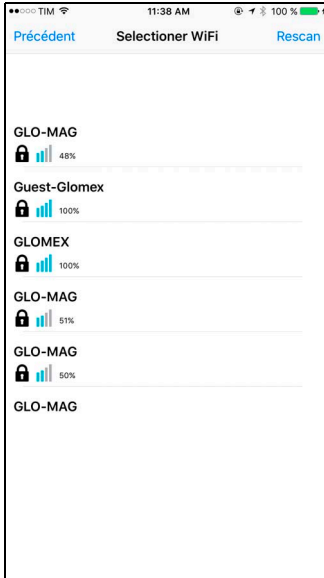 TIM 11:38 AM 100 %
Précédent Selectioner WiFi Rescan
GLO-MAG
48%
Guest-Glomex
100%
GLOMEX
100%
GLO-MAG
51%
GLO-MAG
50%
GLO-MAG